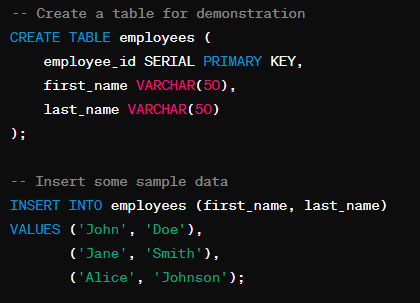 -- Create a table for demonstration
CREATE TABLE employees (
    employee_id SERIAL PRIMARY KEY,
    first_name VARCHAR(50),
    last_name VARCHAR(50)
);

-- Insert some sample data
INSERT INTO employees (first_name, last_name)
VALUES ('John', 'Doe'),
       ('Jane', 'Smith'),
       ('Alice', 'Johnson');